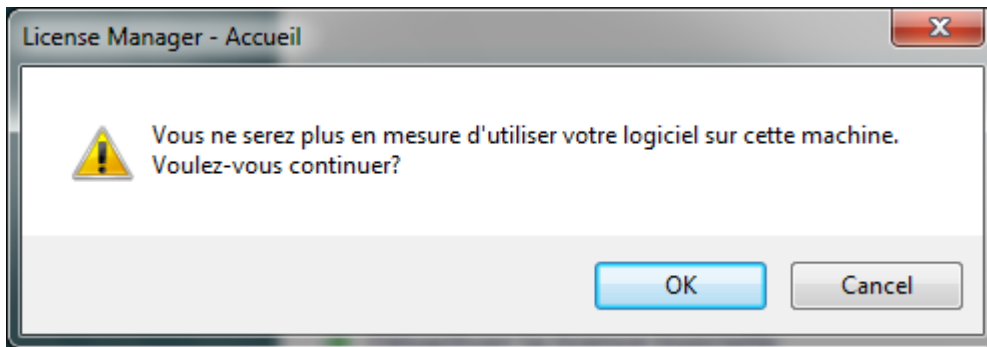 License Manager - Accueil
Vous ne serez plus en mesure d'utiliser votre logiciel sur cette machine.
Voulez-vous continuer?
OK
Cancel